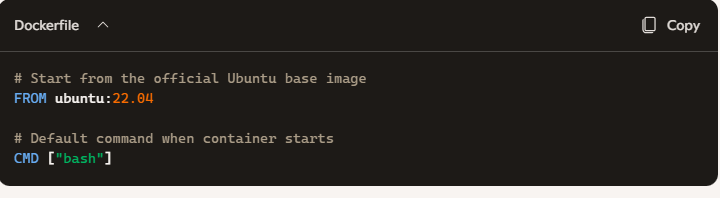 Dockerfile
Copy
# Start from the official Ubuntu base image
FROM ubuntu:22.04
# Default command when container starts
CMD ["bash"]